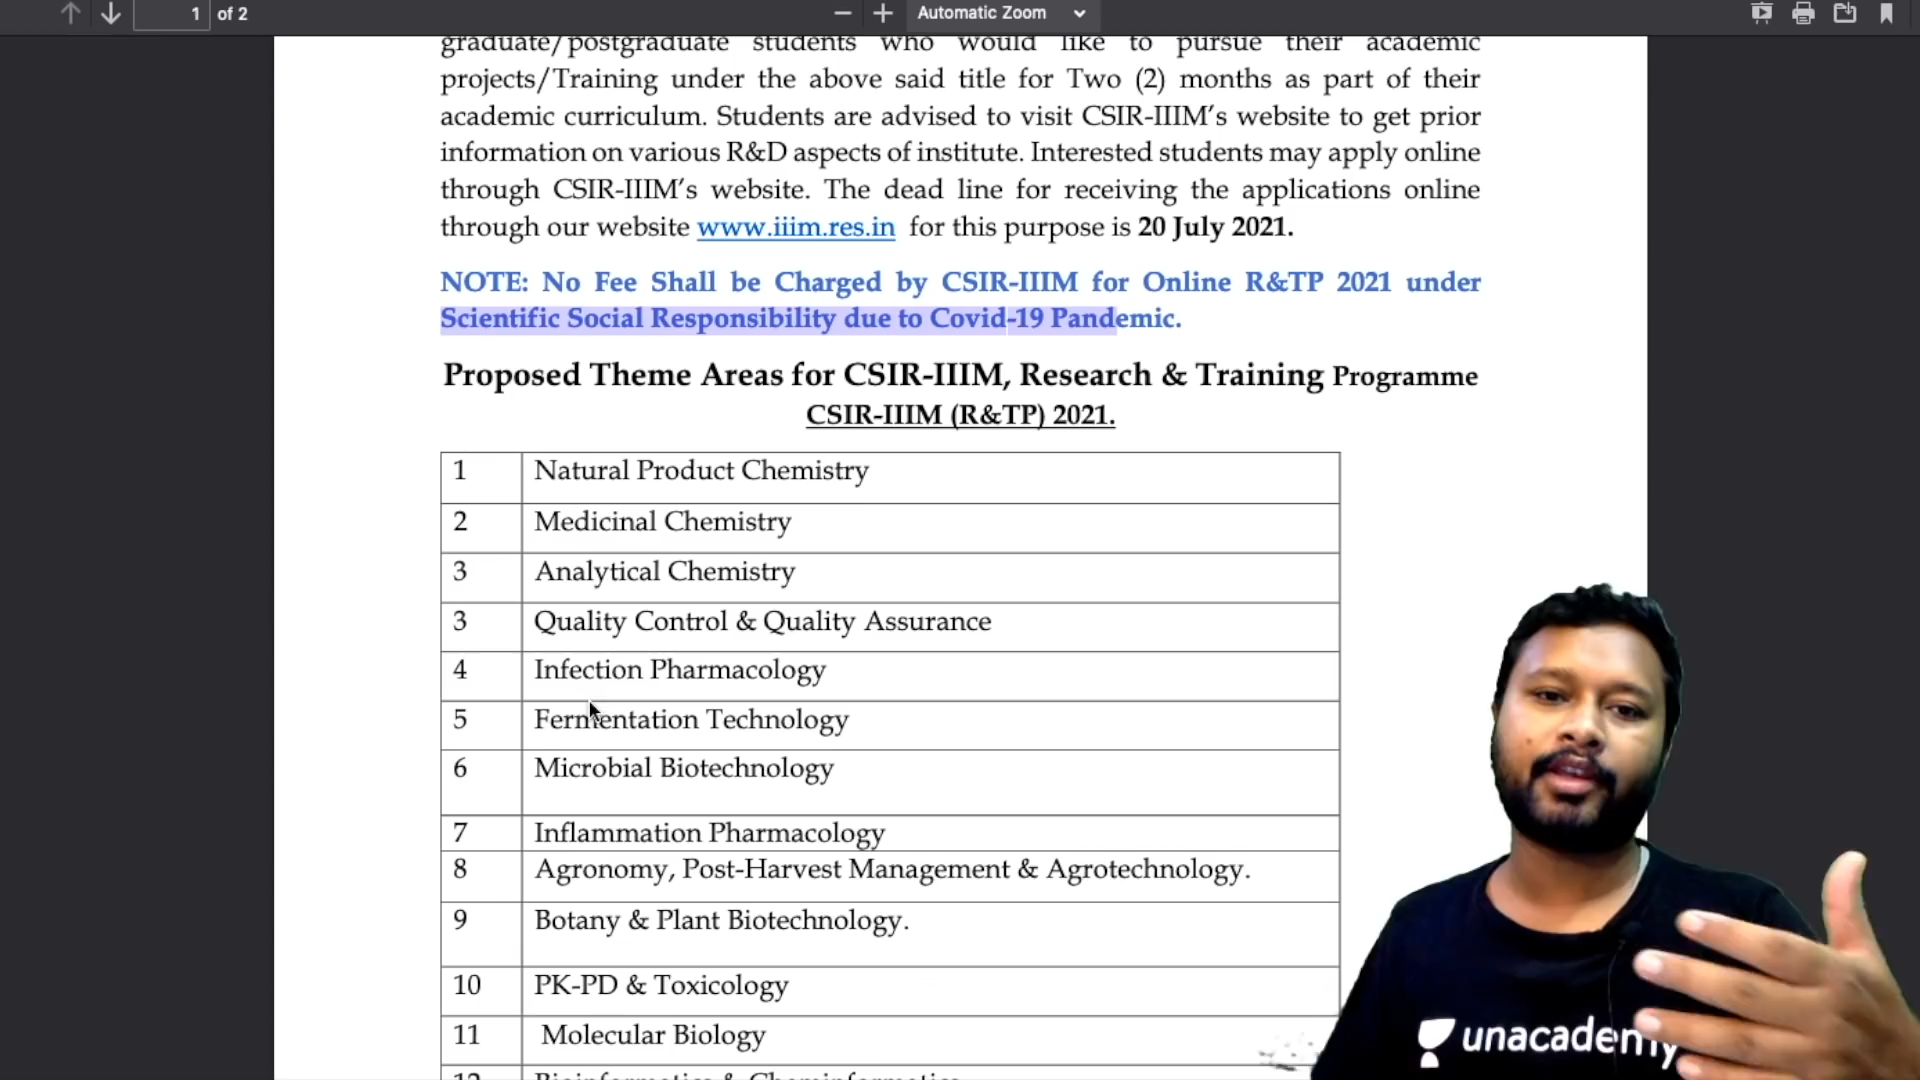 1 of 2 Automatic Zoom
graduate/postgraduate students who would like to pursue their academic
projects/Training under the above said title for Two (2) months as part of their
academic curriculum. Students are advised to visit CSIR-IIIM's website to get prior
information on various R&D aspects of institute. Interested students may apply online
through CSIR-IIIM's website. The dead line for receiving the applications online
through our website www.iiim.res.in for this purpose is 20 July 2021.
NOTE: No Fee Shall be Charged by CSIR-IIIM for Online R&TP 2021 under
Scientific Social Responsibility due to Covid-19 Pandemic.
Proposed Theme Areas for CSIR-IIIM, Research & Training Programme
CSIR-IIIM (R&TP) 2021.
1 Natural Product Chemistry
2 Medicinal Chemistry
3 Analytical Chemistry
3 Quality Control & Quality Assurance
4 Infection Pharmacology
5 Fermentation Technology
6 Microbial Biotechnology
7 Inflammation Pharmacology
8 Agronomy, Post-Harvest Management & Agrotechnology.
9 Botany & Plant Biotechnology.
10 PK-PD & Toxicology
11 Molecular Biology
12 Bioinformatics & Cheminformatics
unacademy